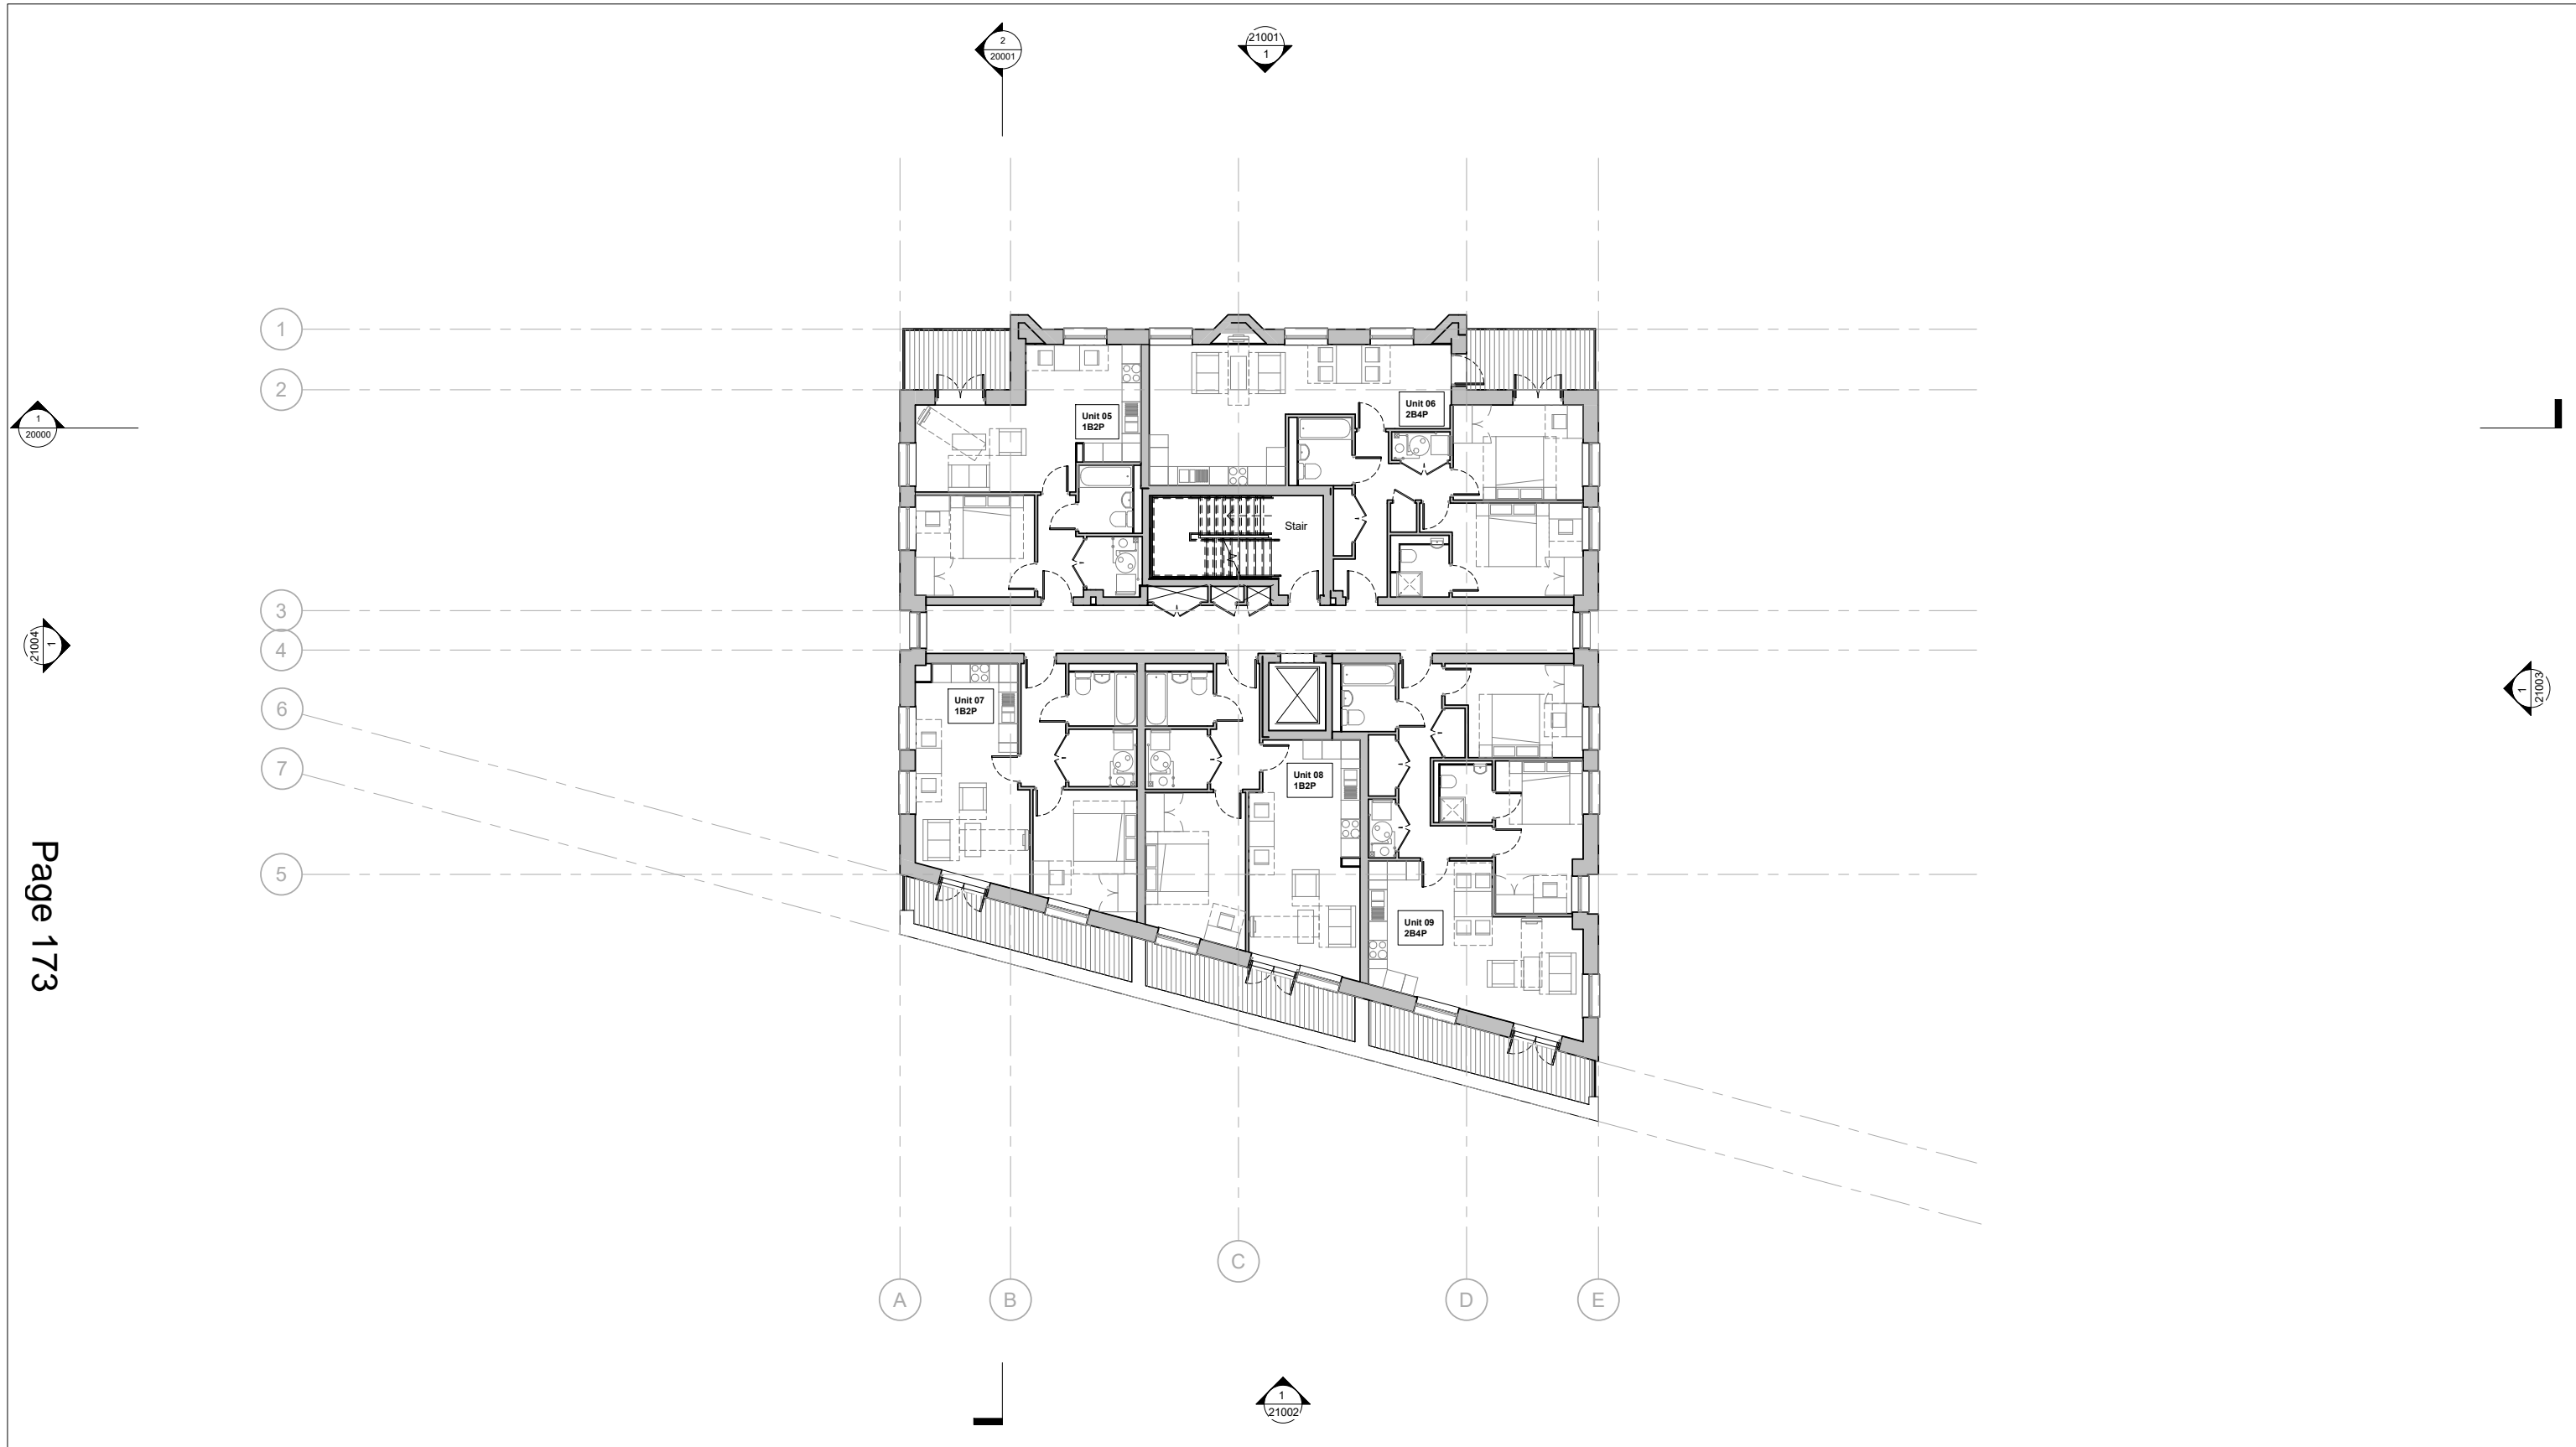 2
20001
21001
1
1
2
1
20000
Unit 05
1B2P
Unit 06
2B4P
Stair
3
21004
1
4
6
Unit 07
1B2P
1
21003
7
Unit 08
1B2P
5
Page 173
Unit 09
2B4P
C
A
B
D
E
1
21002